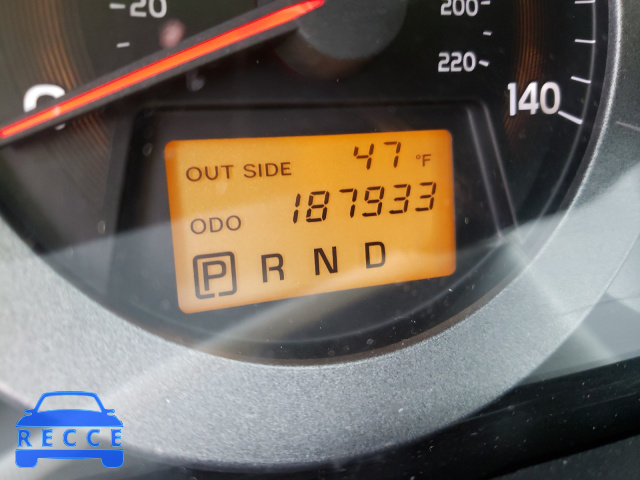 20
200
220
140
OUT SIDE 47 °F
ODO 187933
P R N D
RECCE